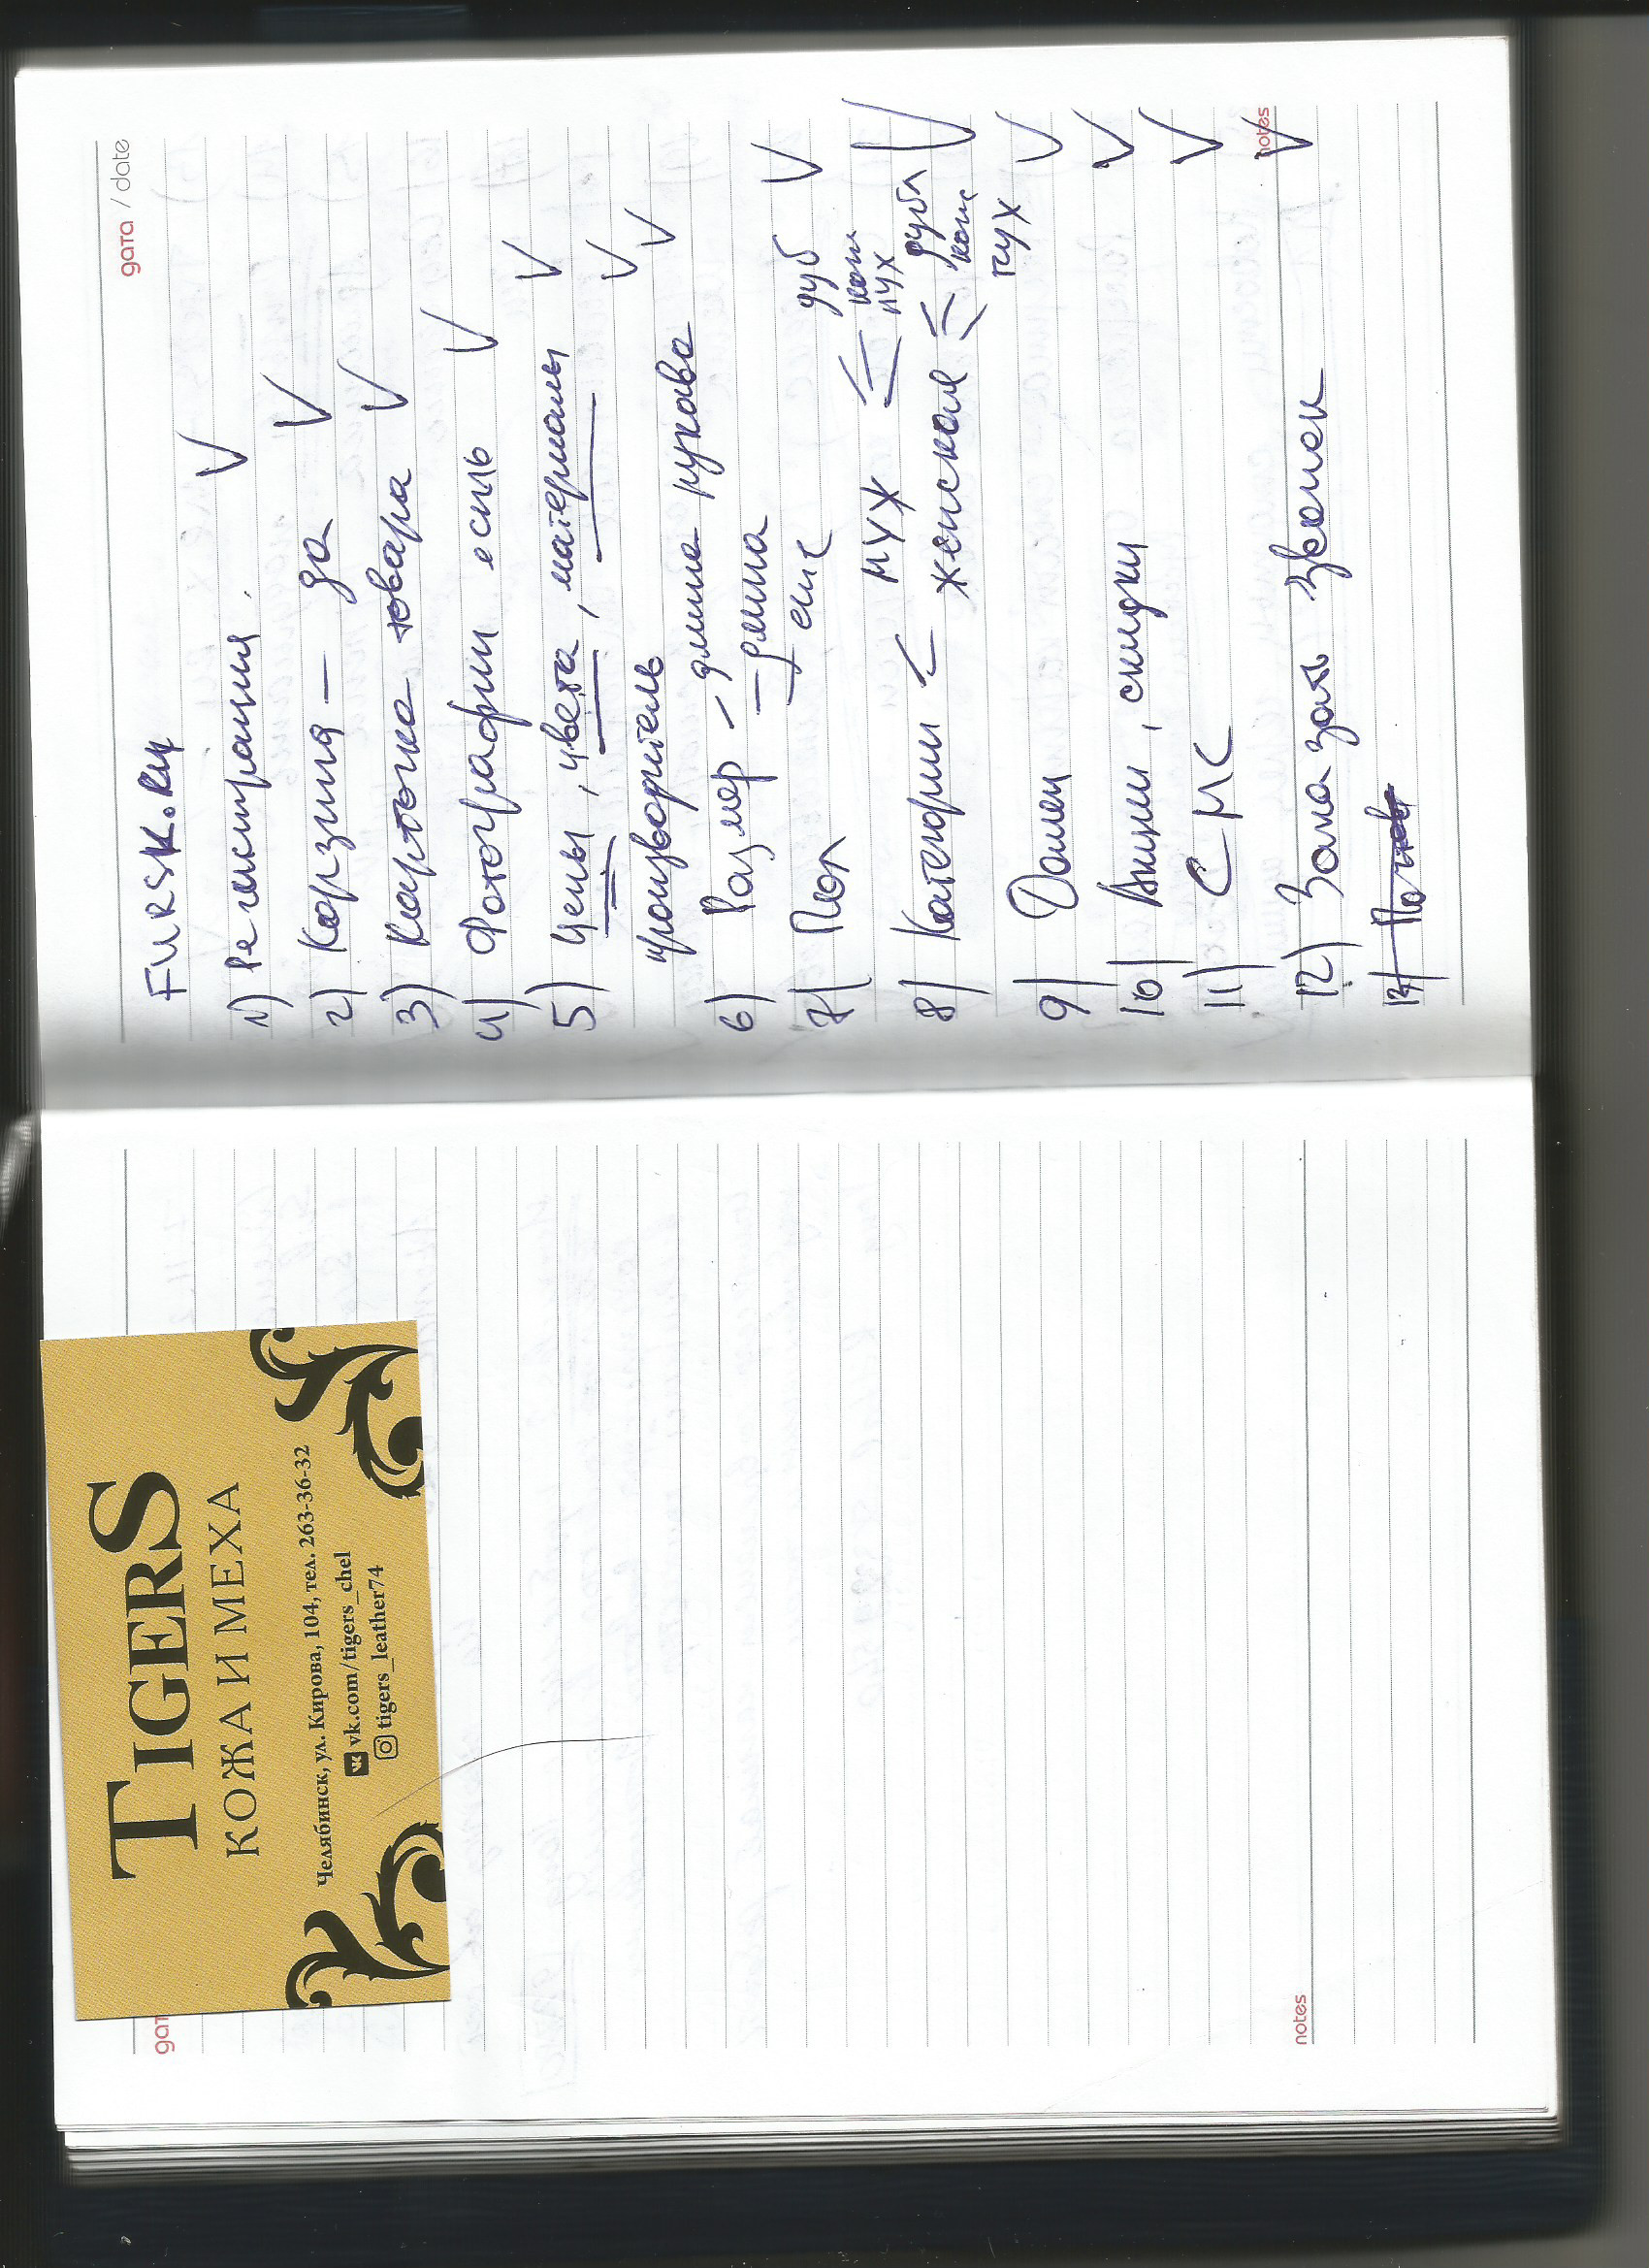 TIGERS
КОЖА И МЕХА
Челябинск, ул. Кирова, 104, тел. 263-36-32
vk.com/tigers_chel
tigers_leather74
notes
дата / date
FURSK.RU
1) Регистрация.
2) Корзина — да
3) Карточка товара
4) Фотографии есть
5) Цены, цвета, материалы
производитель
6) Размер — длина рукава
— длина
— еще
7) Пол
8) Категории < муж < дуб
кож
пух
женская < дубл
кож
пух
9) Домен
10) Акции, скидки
11) СМС
notes
12) Заказать звонок
13)